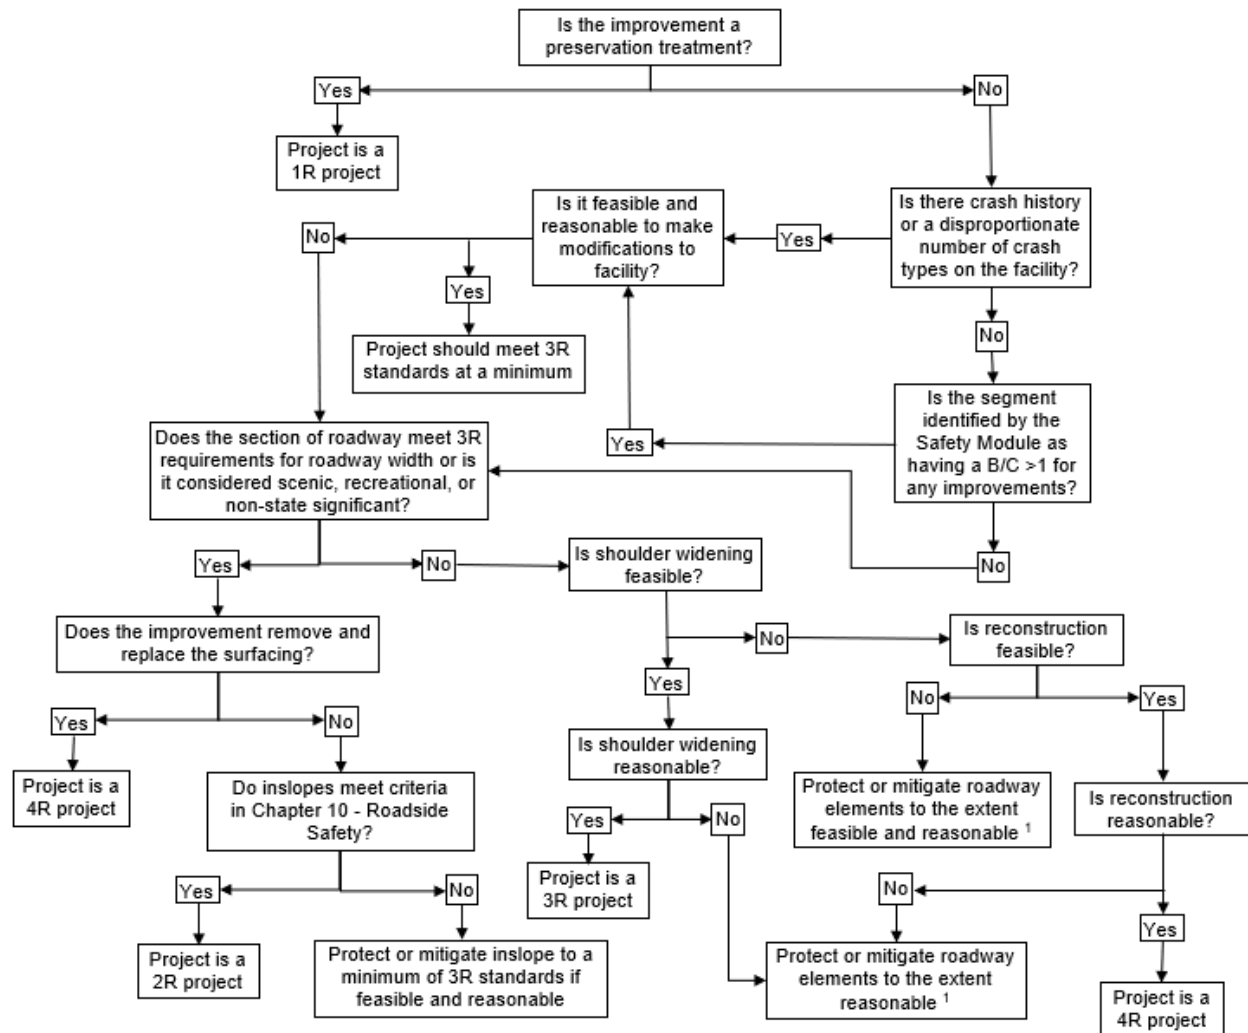 Is the improvement a
preservation treatment?
Yes
No
Project is a
1R project
Is there crash history
or a disproportionate
number of crash
types on the facility?
Yes
Is it feasible and
reasonable to make
modifications to
facility?
No
Yes
Project should meet 3R
standards at a minimum
No
Is the segment
identified by the
Safety Module as
having a B/C >1 for
any improvements?
Yes
No
Does the section of roadway meet 3R
requirements for roadway width or is
it considered scenic, recreational, or
non-state significant?
Yes
No
Is shoulder widening
feasible?
Does the improvement remove and
replace the surfacing?
No
Is reconstruction
feasible?
Yes
No
Yes
Yes
No
Is shoulder widening
reasonable?
Project is a
4R project
Do inslopes meet criteria
in Chapter 10 - Roadside
Safety?
Protect or mitigate roadway
elements to the extent
feasible and reasonable ¹
Is reconstruction
reasonable?
Yes
No
Yes
No
Project is a
3R project
No
Yes
Project is a
2R project
Protect or mitigate inslope to a
minimum of 3R standards if
feasible and reasonable
Protect or mitigate roadway
elements to the extent
reasonable ¹
Project is a
4R project